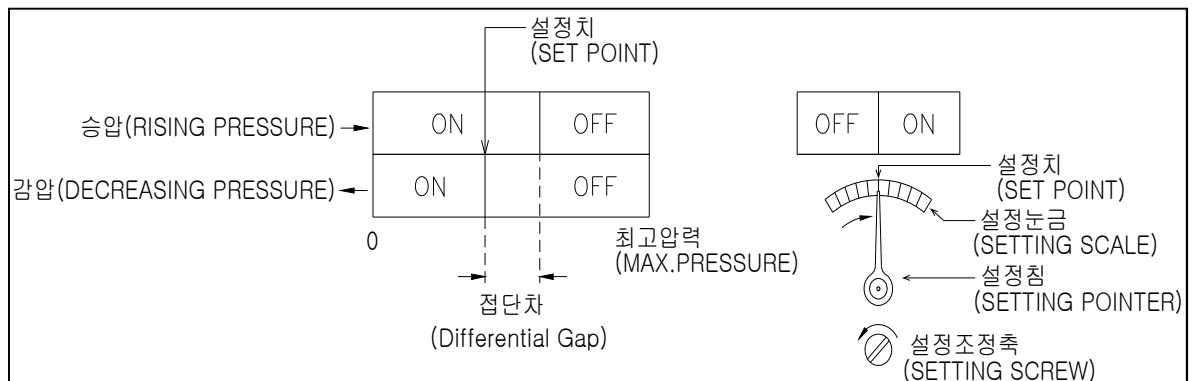 설정치
(SET POINT)
승압(RISING PRESSURE)
ON
OFF
감압(DECREASING PRESSURE)
ON
OFF
0
최고압력
(MAX.PRESSURE)
접단차
(Differential Gap)
OFF
ON
설정치
(SET POINT)
설정눈금
(SETTING SCALE)
설정침
(SETTING POINTER)
설정조정축
(SETTING SCREW)